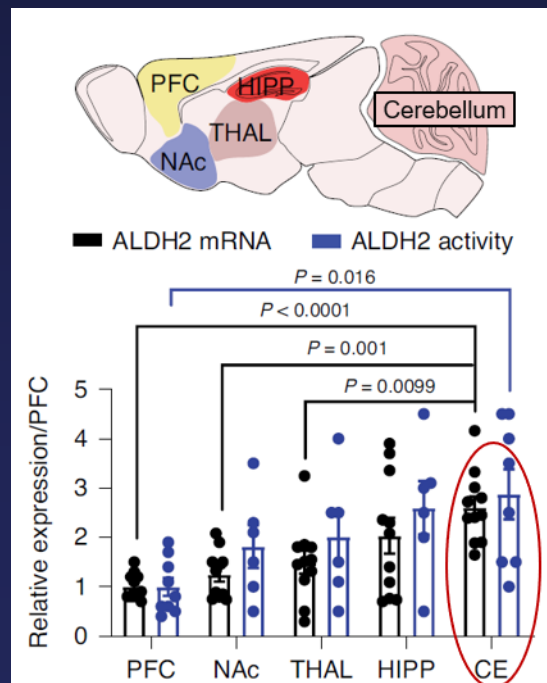 PFC
HIPP
Cerebellum
THAL
NAc
ALDH2 mRNA ALDH2 activity
P = 0.016
P < 0.0001
P = 0.001
P = 0.0099
Relative expression/PFC
5
4
3
2
1
0
PFC NAc THAL HIPP CE